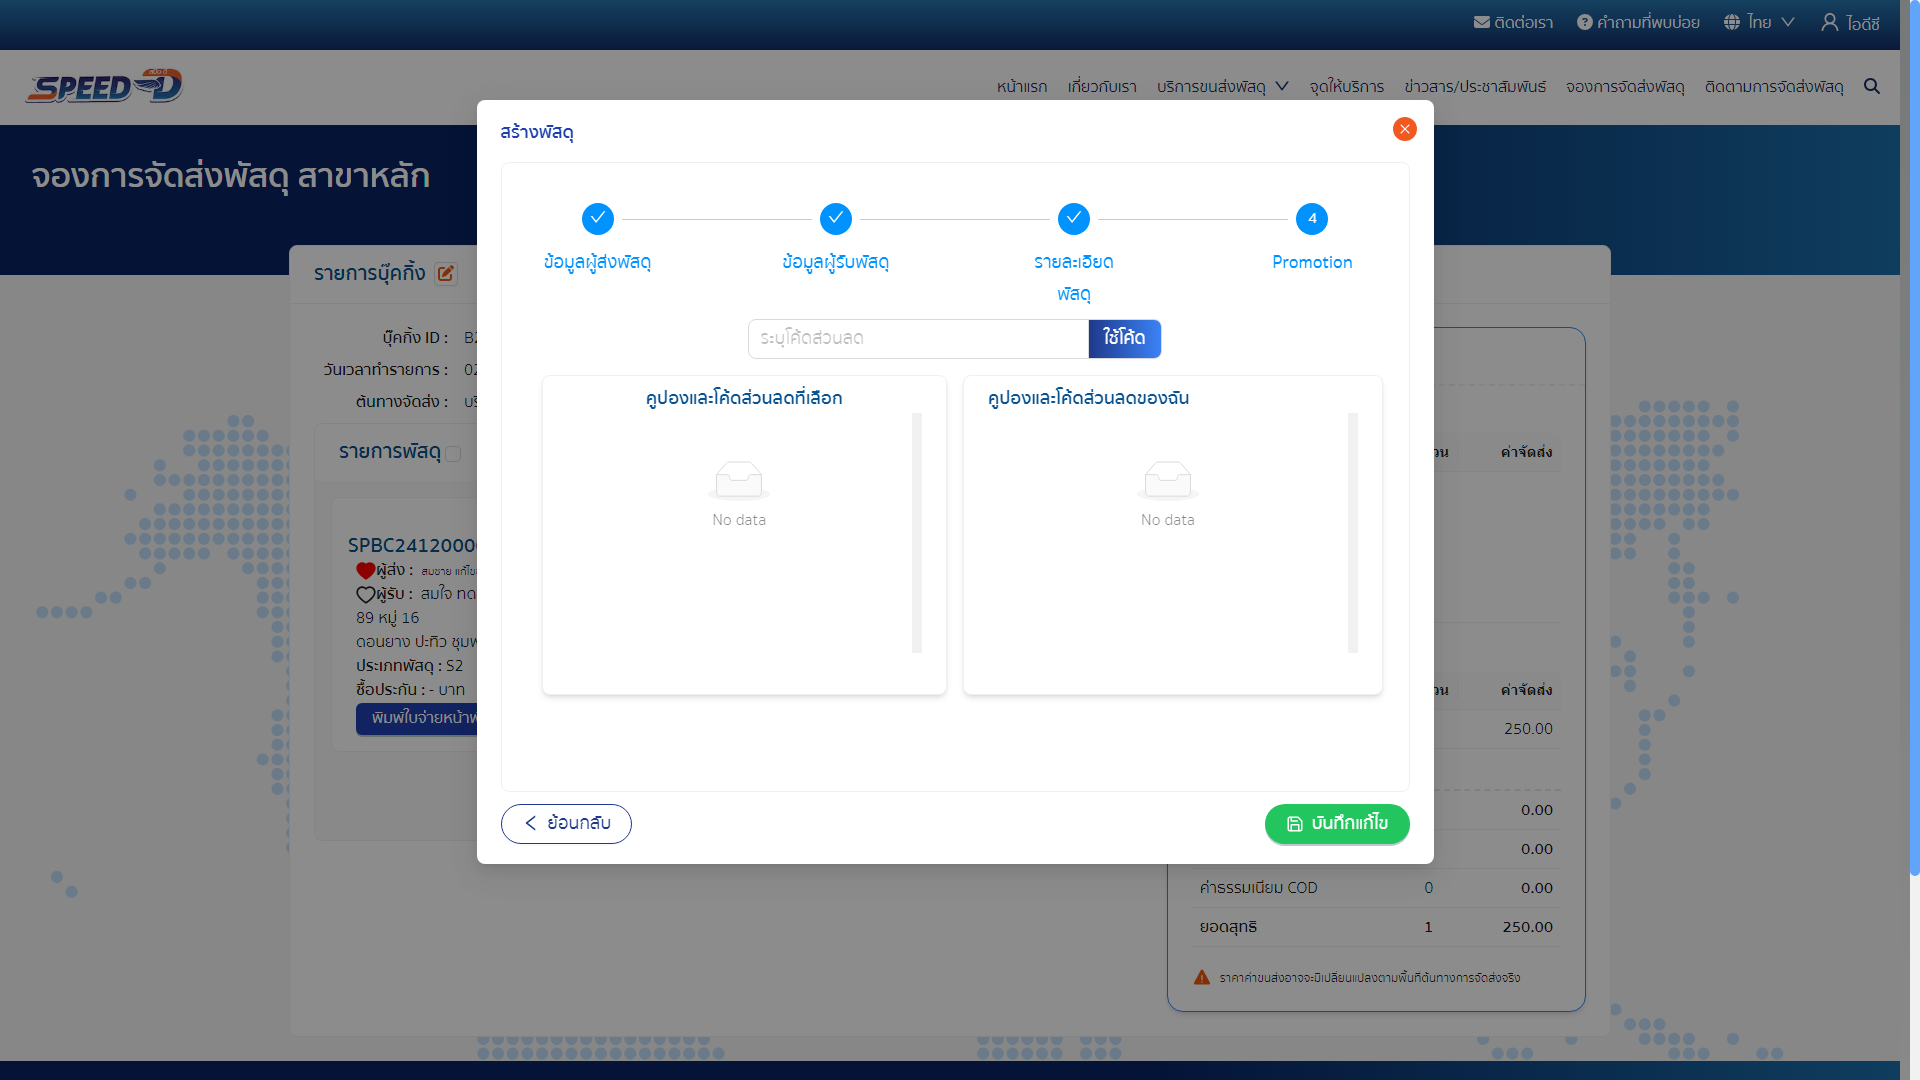 ติดต่อเรา
คำถามที่พบบ่อย
ไทย
ไอดีซี
SPEED-D
หน้าแรก
เกี่ยวกับเรา
บริการขนส่งพัสดุ
จุดให้บริการ
ข่าวสาร/ประชาสัมพันธ์
จองการจัดส่งพัสดุ
ติดตามการจัดส่งพัสดุ
จองการจัดส่งพัสดุ สาขาหลัก
สร้างพัสดุ
4
ข้อมูลผู้ส่งพัสดุ
ข้อมูลผู้รับพัสดุ
รายละเอียด
พัสดุ
Promotion
ระบุโค้ดส่วนลด
ใช้โค้ด
คูปองและโค้ดส่วนลดที่เลือก
No data
คูปองและโค้ดส่วนลดของฉัน
No data
ย้อนกลับ
บันทึกแก้ไข
รายการบุ๊คกิ้ง
บุ๊คกิ้ง ID :
วันเวลาทำรายการ : 02
ต้นทางจัดส่ง :
รายการพัสดุ
SPBC2412000
ผู้ส่ง : สมชาย แก้ไข
ผู้รับ : สมใจ ทด
89 หมู่ 16
ดอนยาง ปะทิว ชุมพ
ประเภทพัสดุ : S2
ซื้อประกัน : - บาท
พิมพ์ใบจ่ายหน้าพ
ค่าจัดส่ง
ค่าจัดส่ง
250.00
0.00
0.00
ค่าธรรมเนียม COD 0 0.00
ยอดสุทธิ 1 250.00
ราคาค่าขนส่งอาจจะมีเปลี่ยนแปลงตามพื้นที่ต้นทางการจัดส่งจริง